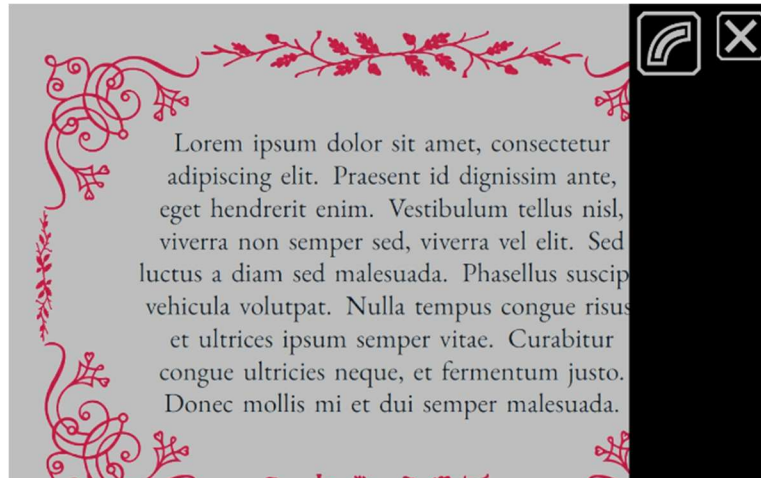 Lorem ipsum dolor sit amet, consectetur
adipiscing elit. Praesent id dignissim ante,
eget hendrerit enim. Vestibulum tellus nisl,
viverra non semper sed, viverra vel elit. Sed
luctus a diam sed malesuada. Phasellus suscip
vehicula volutpat. Nulla tempus congue risus
et ultrices ipsum semper vitae. Curabitur
congue ultricies neque, et fermentum justo.
Donec mollis mi et dui semper malesuada.